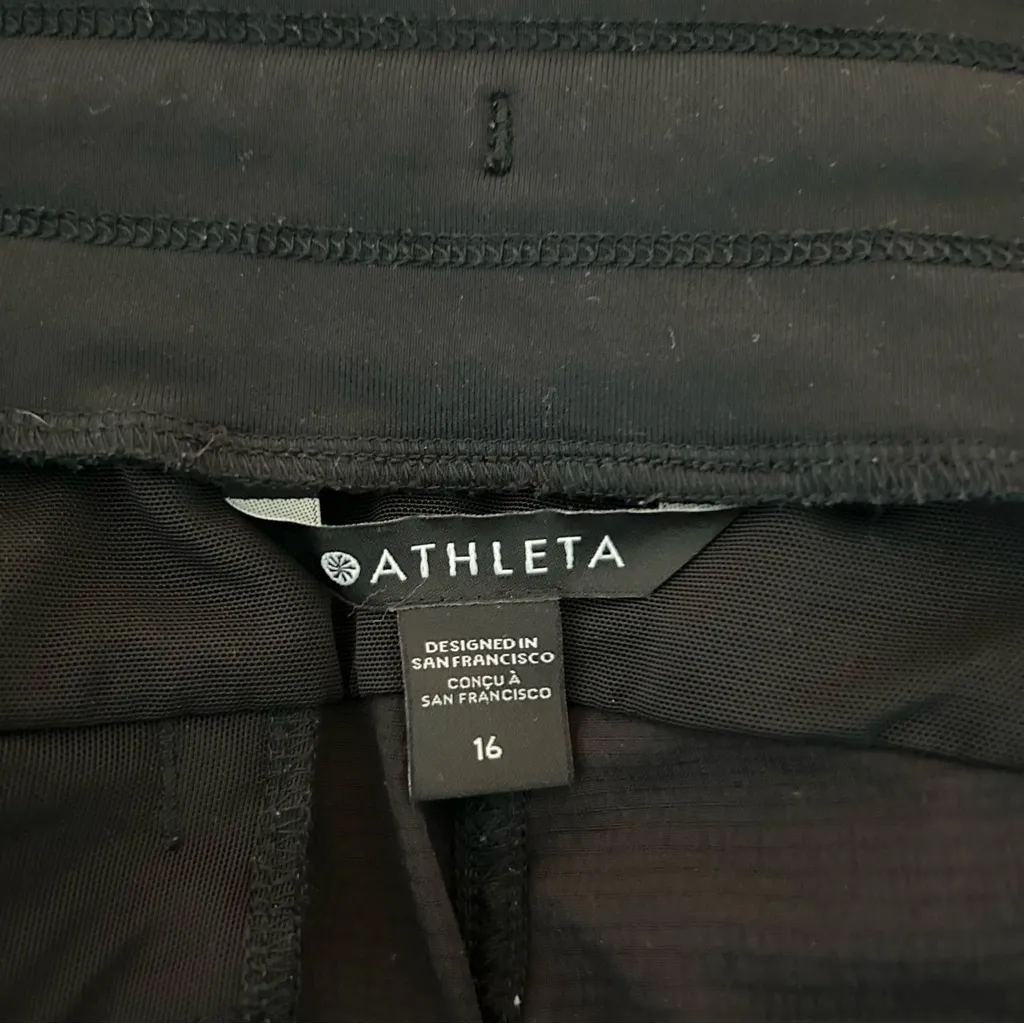 ATHLETA
DESIGNED IN
SAN FRANCISCO
CONÇU À
SAN FRANCISCO
16